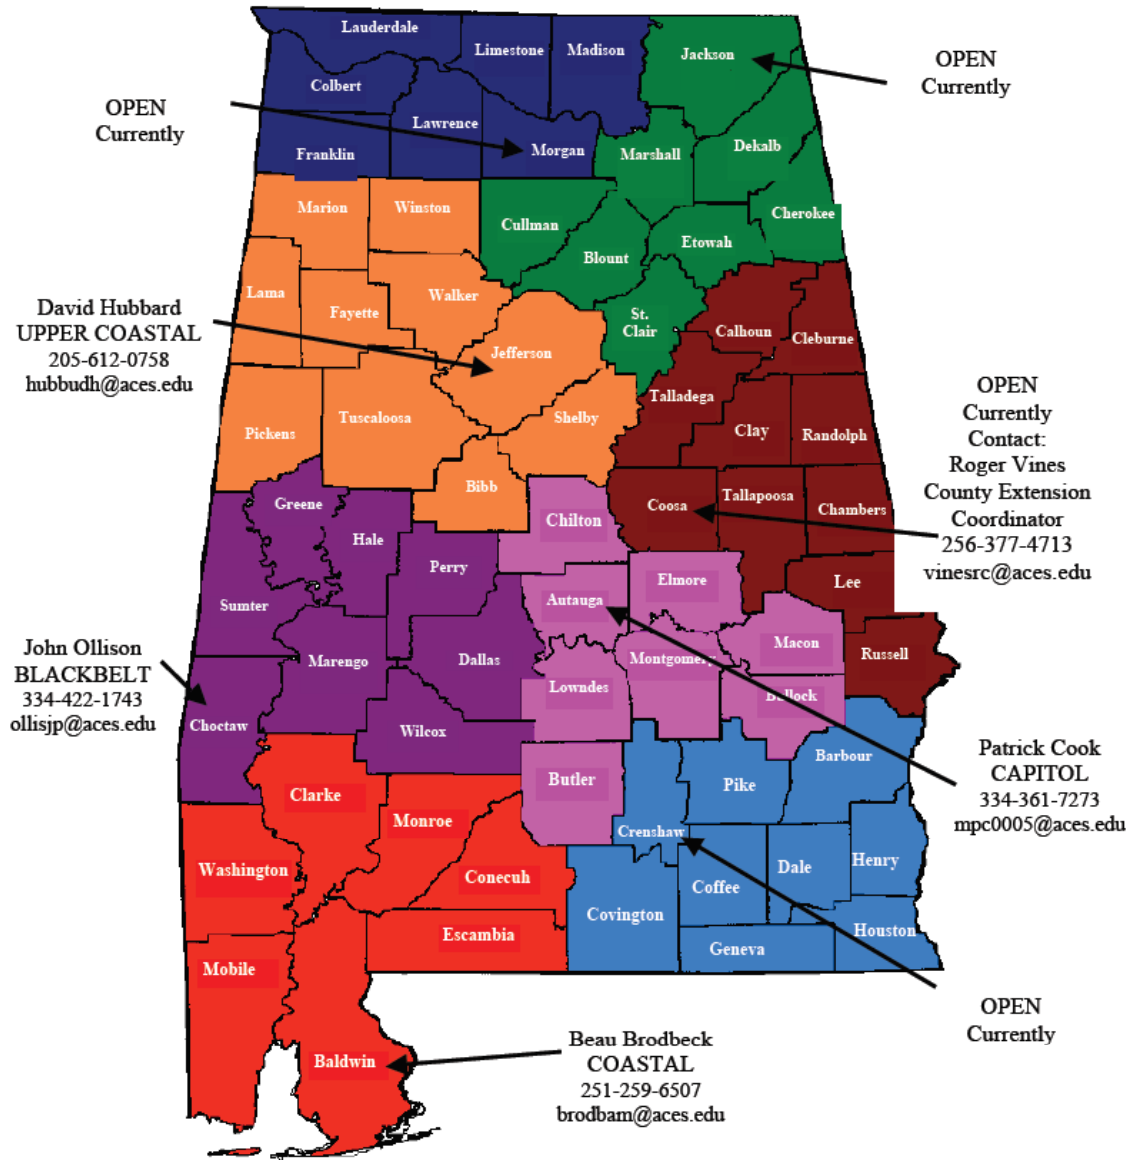 Lauderdale
Limestone
Madison
Jackson
OPEN
Currently
Colbert
OPEN
Currently
Lawrence
Franklin
Morgan
Marshall
Dekalb
Marion
Winston
Cullman
Cherokee
Etowah
Blount
Lama
Walker
Fayette
St.
Clair
Calhoun
Cleburne
David Hubbard
UPPER COASTAL
205-612-0758
hubbudh@aces.edu
Jefferson
Talladega
OPEN
Currently
Contact:
Roger Vines
County Extension
Coordinator
256-377-4713
vinesrc@aces.edu
Pickens
Tuscaloosa
Shelby
Clay
Randolph
Bibb
Greene
Chilton
Coosa
Tallapoosa
Chambers
Hale
Perry
Elmore
Lee
Sumter
Autauga
Macon
Russell
John Ollison
BLACKBELT
334-422-1743
ollisjp@aces.edu
Marengo
Dallas
Montgomery
Lowndes
Bullock
Choctaw
Wilcox
Barbour
Butler
Pike
Patrick Cook
CAPITOL
334-361-7273
mpc0005@aces.edu
Clarke
Monroe
Crenshaw
Washington
Conecuh
Coffee
Dale
Henry
Covington
Escambia
Geneva
Houston
Mobile
OPEN
Currently
Baldwin
Beau Brodbeck
COASTAL
251-259-6507
brodbam@aces.edu